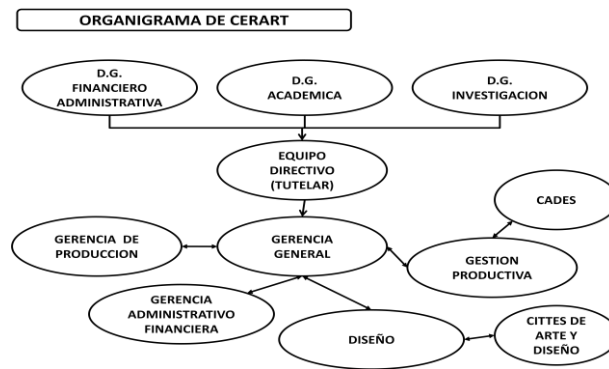 ORGANIGRAMA DE CERART
D.G.
FINANCIERO
ADMINISTRATIVA
D.G.
ACADEMICA
D.G.
INVESTIGACION
EQUIPO
DIRECTIVO
(TUTELAR)
CADES
GERENCIA DE
PRODUCCION
GERENCIA
GENERAL
GESTION
PRODUCTIVA
GERENCIA
ADMINISTRATIVO
FINANCIERA
DISEÑO
CITTES DE
ARTE Y
DISEÑO